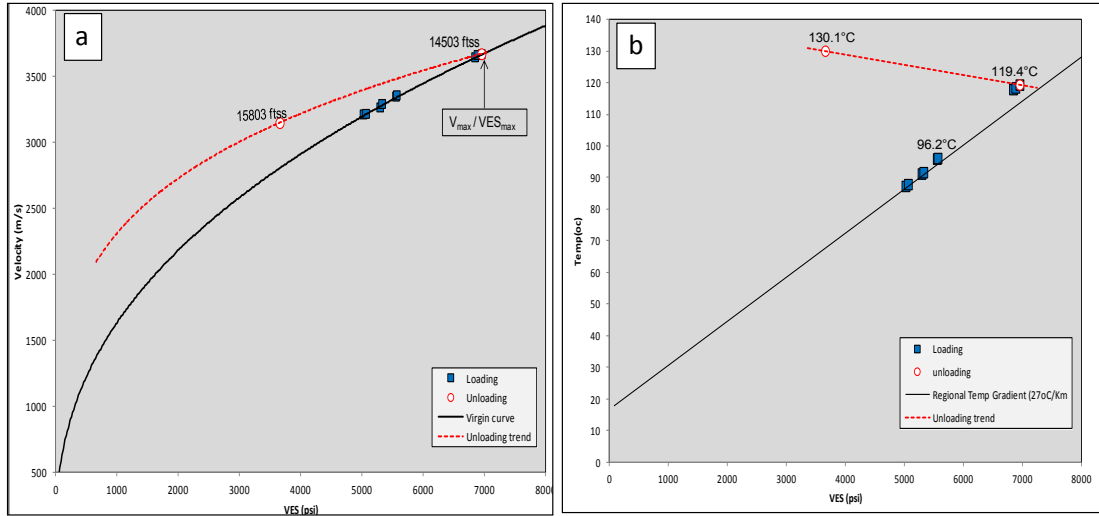 a
4000
3500
3000
2500
2000
1500
1000
500
Velocity (m/s)
14503 ftss
15803 ftss
Vmax / VESmax
Loading
Unloading
Virgin curve
Unloading trend
0
1000
2000
3000
4000
5000
6000
7000
8000
VES (psi)
b
140
130
120
110
100
90
80
70
60
50
40
30
20
10
0
Temp(oc)
130.1°C
119.4°C
96.2°C
Loading
unloading
Regional Temp Gradient (27oC/Km
Unloading trend
0
1000
2000
3000
4000
5000
6000
7000
8000
VES (psi)